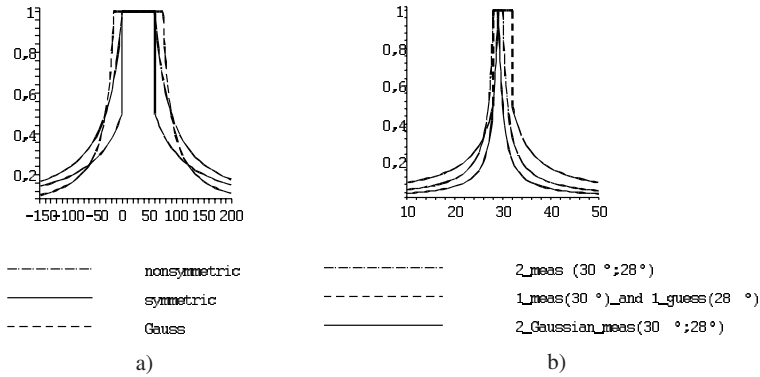 1
0,8
0,6
0,4
0,2
-150-100-50 0 50 100 150 200
1
0,8
0,6
0,4
0,2
10 20 30 40 50
nonsymmetric
symmetric
Gauss
2_meas (30 °;28°)
1_meas(30 °)_and 1_guess(28 °)
2_Gaussian_meas(30 °;28°)
a)
b)